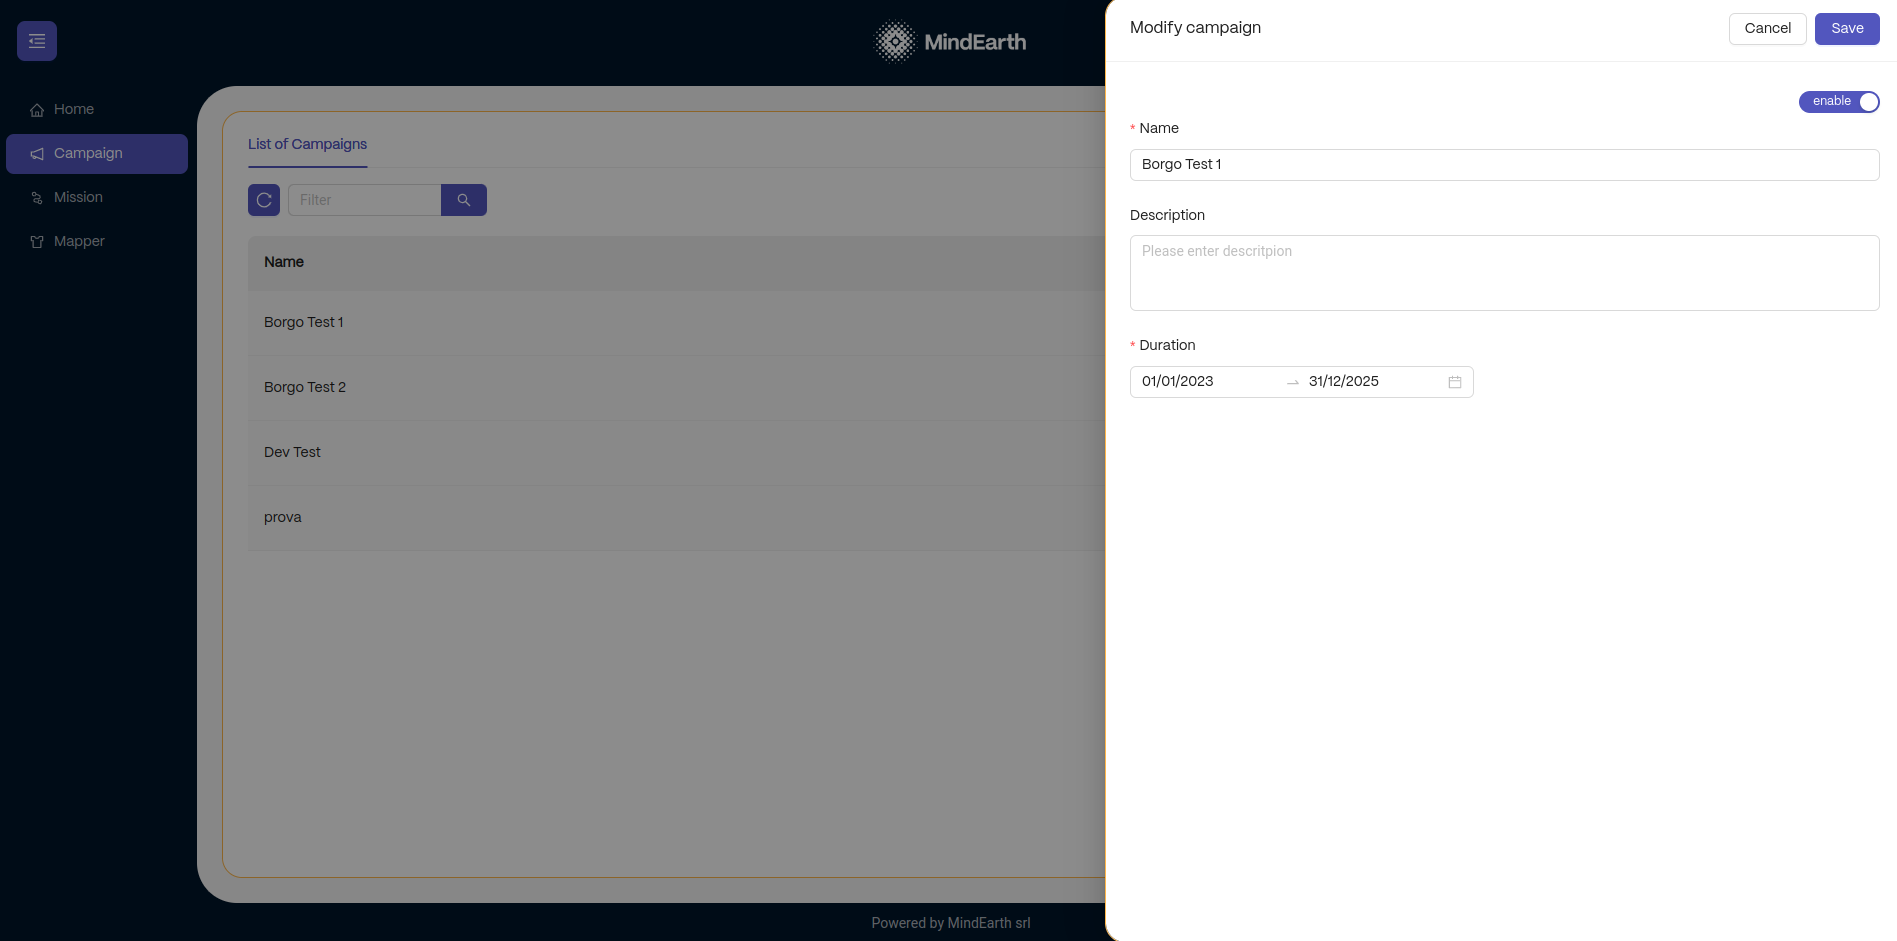 MindEarth
Home
Campaign
Mission
Mapper
List of Campaigns
Filter
Name
Borgo Test 1
Borgo Test 2
Dev Test
prova
Powered by MindEarth srl
Modify campaign
Cancel
Save
enable
* Name
Borgo Test 1
Description
Please enter descritpion
* Duration
01/01/2023 → 31/12/2025